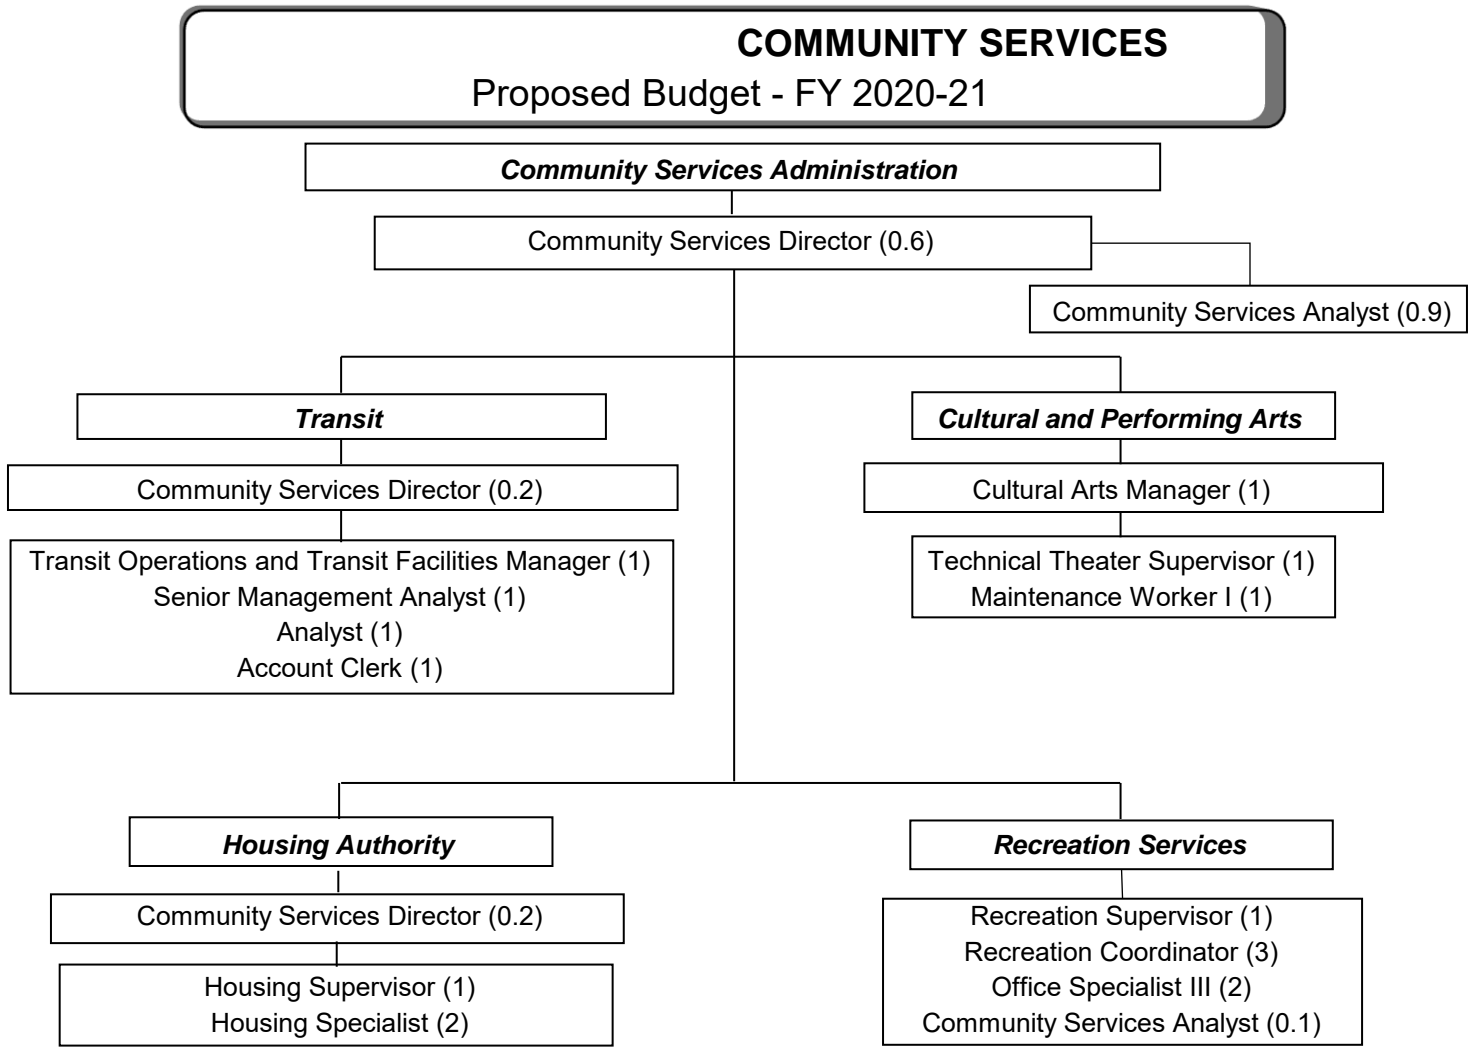 COMMUNITY SERVICES
Proposed Budget - FY 2020-21
Community Services Administration
Community Services Director (0.6)
Community Services Analyst (0.9)
Transit
Community Services Director (0.2)
Transit Operations and Transit Facilities Manager (1)
Senior Management Analyst (1)
Analyst (1)
Account Clerk (1)
Cultural and Performing Arts
Cultural Arts Manager (1)
Technical Theater Supervisor (1)
Maintenance Worker I (1)
Housing Authority
Community Services Director (0.2)
Housing Supervisor (1)
Housing Specialist (2)
Recreation Services
Recreation Supervisor (1)
Recreation Coordinator (3)
Office Specialist III (2)
Community Services Analyst (0.1)